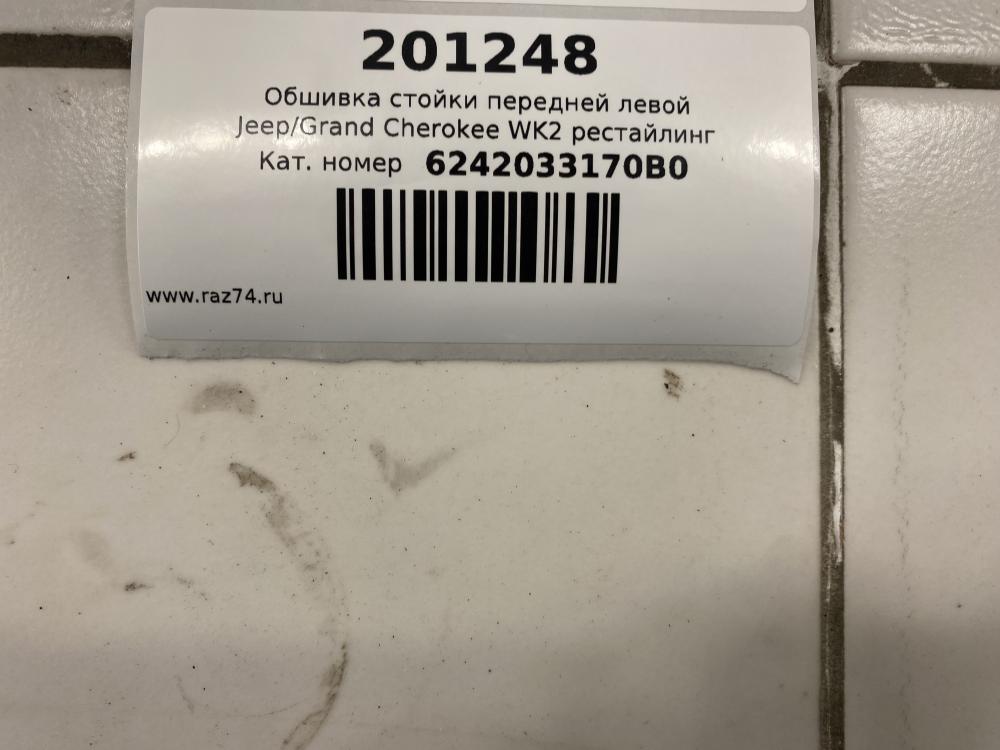 201248
Обшивка стойки передней левой
Jeep/Grand Cherokee WK2 рестайлинг
Кат. номер 6242033170B0
www.raz74.ru